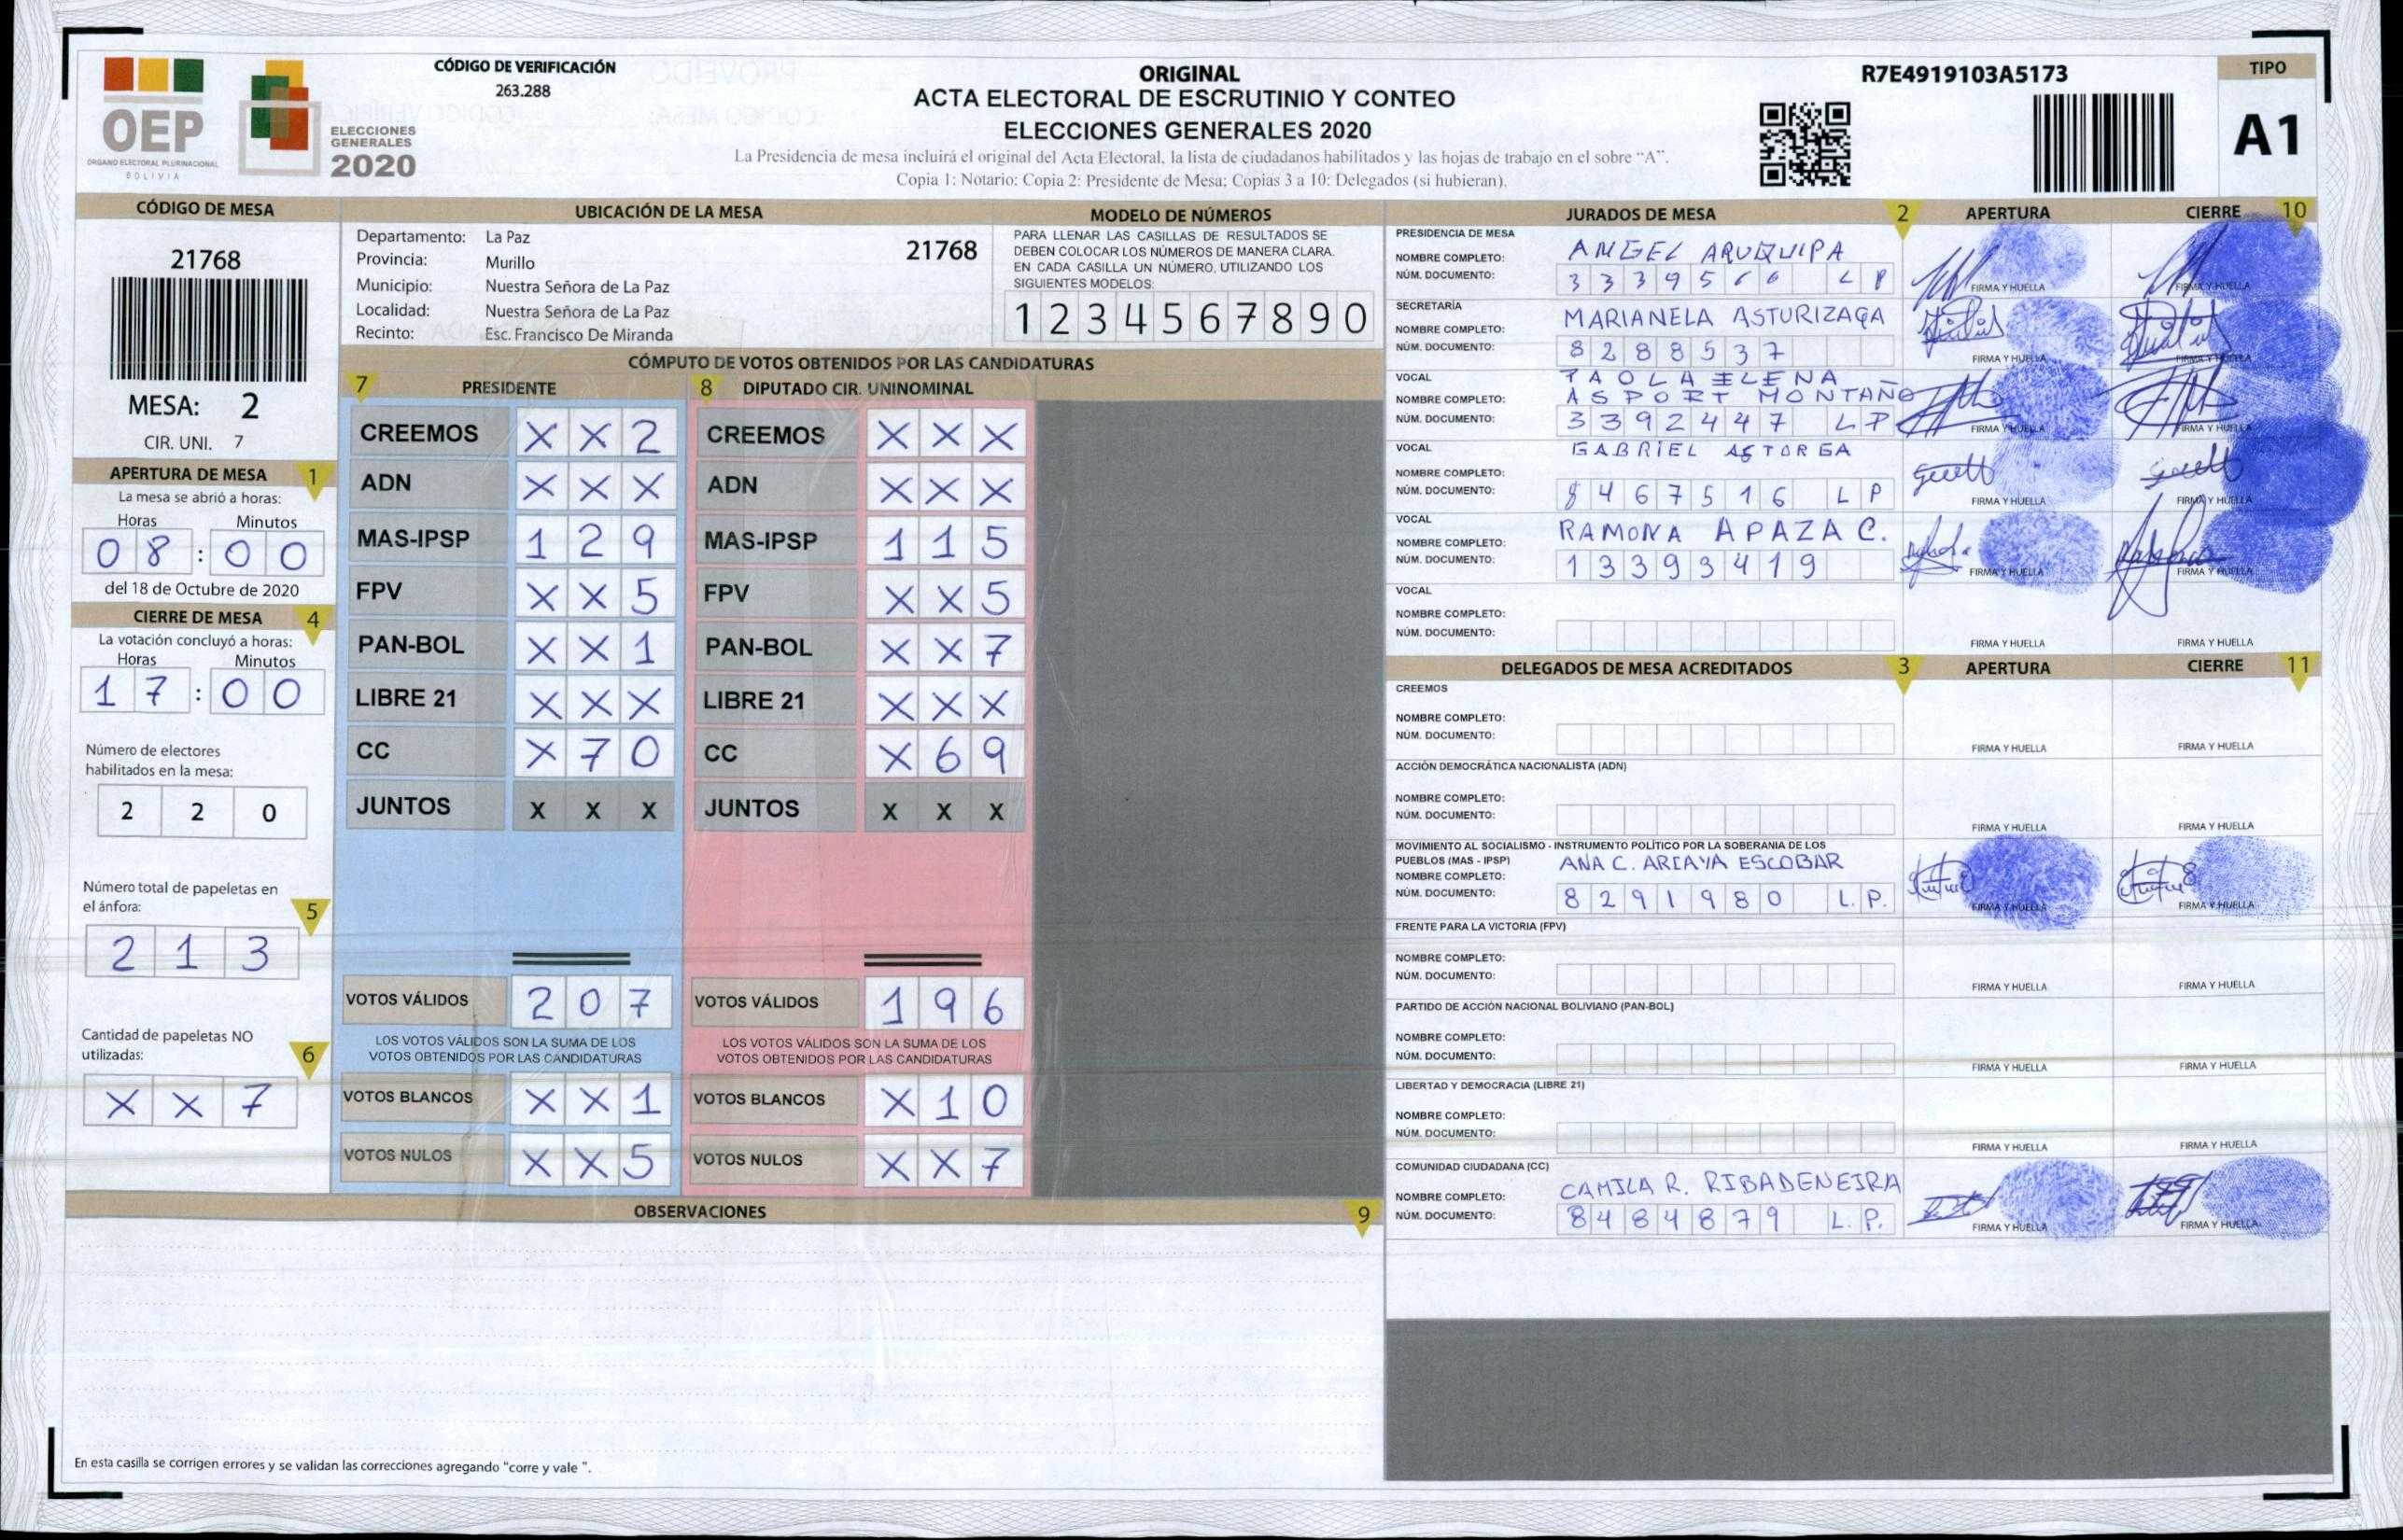 OEP
ÓRGANO ELECTORAL PLURINACIONAL
BOLIVIA
ELECCIONES
GENERALES
2020
CÓDIGO DE VERIFICACIÓN
263.288
ORIGINAL
ACTA ELECTORAL DE ESCRUTINIO Y CONTEO
ELECCIONES GENERALES 2020
La Presidencia de mesa incluirá el original del Acta Electoral, la lista de ciudadanos habilitados y las hojas de trabajo en el sobre "A".
Copia 1: Notario; Copia 2: Presidente de Mesa; Copias 3 a 10: Delegados (si hubieran).
R7E4919103A5173
TIPO
A1
CÓDIGO DE MESA
21768
MESA: 2
CIR. UNI. 7
APERTURA DE MESA 1
La mesa se abrió a horas:
Horas Minutos
0 8 : 0 0
del 18 de Octubre de 2020
CIERRE DE MESA 4
La votación concluyó a horas:
Horas Minutos
1 7 : 0 0
Número de electores
habilitados en la mesa:
2 2 0
Número total de papeletas en
el ánfora: 5
2 1 3
Cantidad de papeletas NO
utilizadas: 6
X X 7
UBICACIÓN DE LA MESA
Departamento: La Paz 21768
Provincia: Murillo
Municipio: Nuestra Señora de La Paz
Localidad: Nuestra Señora de La Paz
Recinto: Esc. Francisco De Miranda
MODELO DE NÚMEROS
PARA LLENAR LAS CASILLAS DE RESULTADOS SE
DEBEN COLOCAR LOS NÚMEROS DE MANERA CLARA.
EN CADA CASILLA UN NÚMERO, UTILIZANDO LOS
SIGUIENTES MODELOS:
1 2 3 4 5 6 7 8 9 0
CÓMPUTO DE VOTOS OBTENIDOS POR LAS CANDIDATURAS
7 PRESIDENTE 8 DIPUTADO CIR. UNINOMINAL
CREEMOS X X 2 CREEMOS X X X
ADN X X X ADN X X X
MAS-IPSP 1 2 9 MAS-IPSP 1 1 5
FPV X X 5 FPV X X 5
PAN-BOL X X 1 PAN-BOL X X 7
LIBRE 21 X X X LIBRE 21 X X X
CC X 7 0 CC X 6 9
JUNTOS X X X JUNTOS X X X
VOTOS VÁLIDOS 2 0 7 VOTOS VÁLIDOS 1 9 6
LOS VOTOS VÁLIDOS SON LA SUMA DE LOS LOS VOTOS VÁLIDOS SON LA SUMA DE LOS
VOTOS OBTENIDOS POR LAS CANDIDATURAS VOTOS OBTENIDOS POR LAS CANDIDATURAS
VOTOS BLANCOS X X 1 VOTOS BLANCOS X 1 0
VOTOS NULOS X X 5 VOTOS NULOS X X 7
OBSERVACIONES 9
En esta casilla se corrigen errores y se validan las correcciones agregando "corre y vale ".
JURADOS DE MESA 2 APERTURA CIERRE 10
PRESIDENCIA DE MESA
NOMBRE COMPLETO: ANGEL ARUQUIPA
NÚM. DOCUMENTO: 3 3 3 9 5 6 6 L P FIRMA Y HUELLA FIRMA Y HUELLA
SECRETARÍA
NOMBRE COMPLETO: MARIANELA ASTURIZAGA
NÚM. DOCUMENTO: 8 2 8 8 5 3 7 FIRMA Y HUELLA FIRMA Y HUELLA
VOCAL PAOLA ELENA
NOMBRE COMPLETO: ASPORT MONTAÑO
NÚM. DOCUMENTO: 3 3 9 2 4 4 7 L P FIRMA Y HUELLA FIRMA Y HUELLA
VOCAL GABRIEL ASTORGA
NOMBRE COMPLETO:
NÚM. DOCUMENTO: 8 4 6 7 5 1 6 L P FIRMA Y HUELLA FIRMA Y HUELLA
VOCAL
NOMBRE COMPLETO: RAMONA APAZA C.
NÚM. DOCUMENTO: 1 3 3 9 3 4 1 9 FIRMA Y HUELLA FIRMA Y HUELLA
VOCAL
NOMBRE COMPLETO:
NÚM. DOCUMENTO: FIRMA Y HUELLA FIRMA Y HUELLA
DELEGADOS DE MESA ACREDITADOS 3 APERTURA CIERRE 11
CREEMOS
NOMBRE COMPLETO:
NÚM. DOCUMENTO: FIRMA Y HUELLA FIRMA Y HUELLA
ACCIÓN DEMOCRÁTICA NACIONALISTA (ADN)
NOMBRE COMPLETO:
NÚM. DOCUMENTO: FIRMA Y HUELLA FIRMA Y HUELLA
MOVIMIENTO AL SOCIALISMO - INSTRUMENTO POLÍTICO POR LA SOBERANIA DE LOS
PUEBLOS (MAS - IPSP) ANA C. ARCAYA ESCOBAR
NOMBRE COMPLETO:
NÚM. DOCUMENTO: 8 2 9 1 9 8 0 L. P. FIRMA Y HUELLA FIRMA Y HUELLA
FRENTE PARA LA VICTORIA (FPV)
NOMBRE COMPLETO:
NÚM. DOCUMENTO: FIRMA Y HUELLA FIRMA Y HUELLA
PARTIDO DE ACCIÓN NACIONAL BOLIVIANO (PAN-BOL)
NOMBRE COMPLETO:
NÚM. DOCUMENTO: FIRMA Y HUELLA FIRMA Y HUELLA
LIBERTAD Y DEMOCRACIA (LIBRE 21)
NOMBRE COMPLETO:
NÚM. DOCUMENTO: FIRMA Y HUELLA FIRMA Y HUELLA
COMUNIDAD CIUDADANA (CC)
NOMBRE COMPLETO: CAMILA R. RIBADENEIRA
NÚM. DOCUMENTO: 8 4 8 4 8 7 9 L. P. FIRMA Y HUELLA FIRMA Y HUELLA